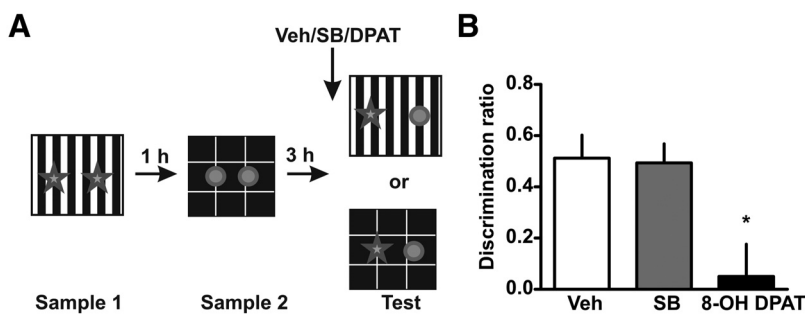 A
Veh/SB/DPAT
1 h
3 h
or
Sample 1
Sample 2
Test
B
Discrimination ratio
0.8
0.6
0.4
0.2
0.0
*
Veh
SB
8-OH DPAT